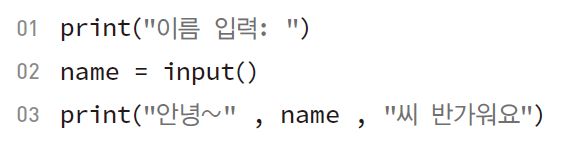 01 print("이름 입력: ")
02 name = input()
03 print("안녕~" , name , "씨 반가워요")